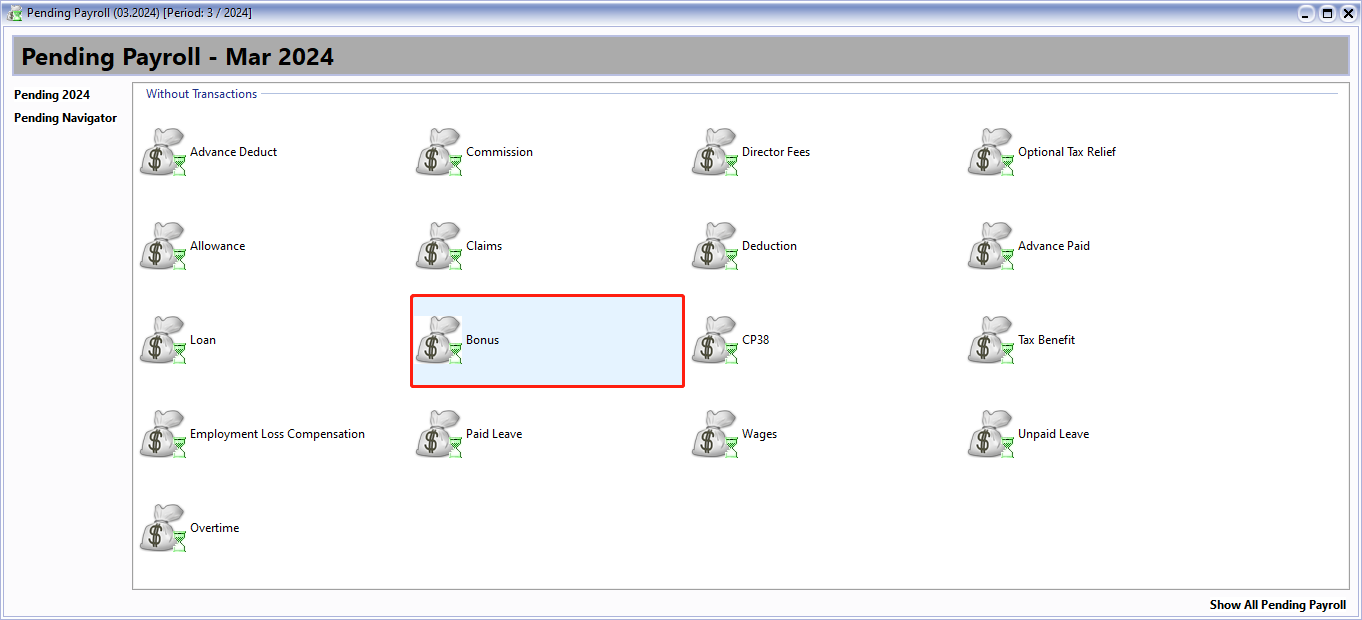 Pending Payroll (03.2024) [Period: 3 / 2024]
Pending Payroll - Mar 2024
Pending 2024
Pending Navigator
Without Transactions
Advance Deduct
Commission
Director Fees
Optional Tax Relief
Allowance
Claims
Deduction
Advance Paid
Loan
Bonus
CP38
Tax Benefit
Employment Loss Compensation
Paid Leave
Wages
Unpaid Leave
Overtime
Show All Pending Payroll